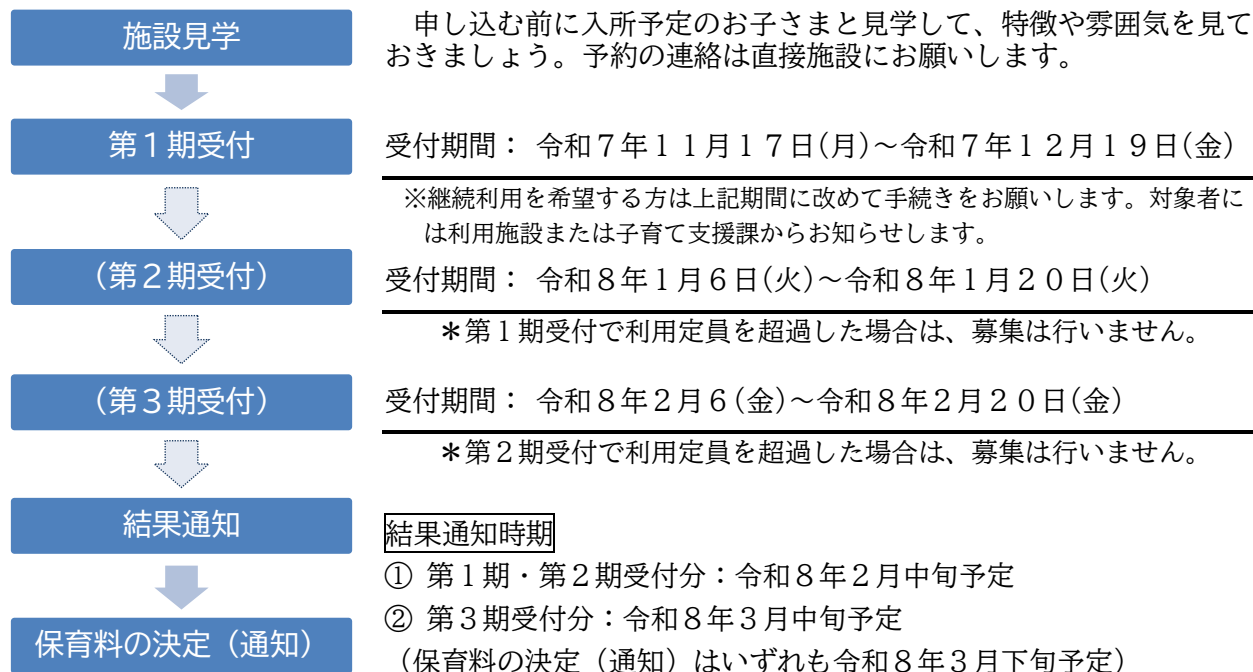 施設見学
申し込む前に入所予定のお子さまと見学して、特徴や雰囲気を見て
おきましょう。予約の連絡は直接施設にお願いします。
第１期受付
受付期間： 令和７年１１月１７日(月)～令和７年１２月１９日(金)
※継続利用を希望する方は上記期間に改めて手続きをお願いします。対象者に
は利用施設または子育て支援課からお知らせします。
（第２期受付）
受付期間： 令和８年１月６日(火)～令和８年１月２０日(火)
＊第１期受付で利用定員を超過した場合は、募集は行いません。
（第３期受付）
受付期間： 令和８年２月６(金)～令和８年２月２０日(金)
＊第２期受付で利用定員を超過した場合は、募集は行いません。
結果通知
結果通知時期
① 第１期・第２期受付分：令和８年２月中旬予定
② 第３期受付分：令和８年３月中旬予定
保育料の決定（通知）
（保育料の決定（通知）はいずれも令和８年３月下旬予定）